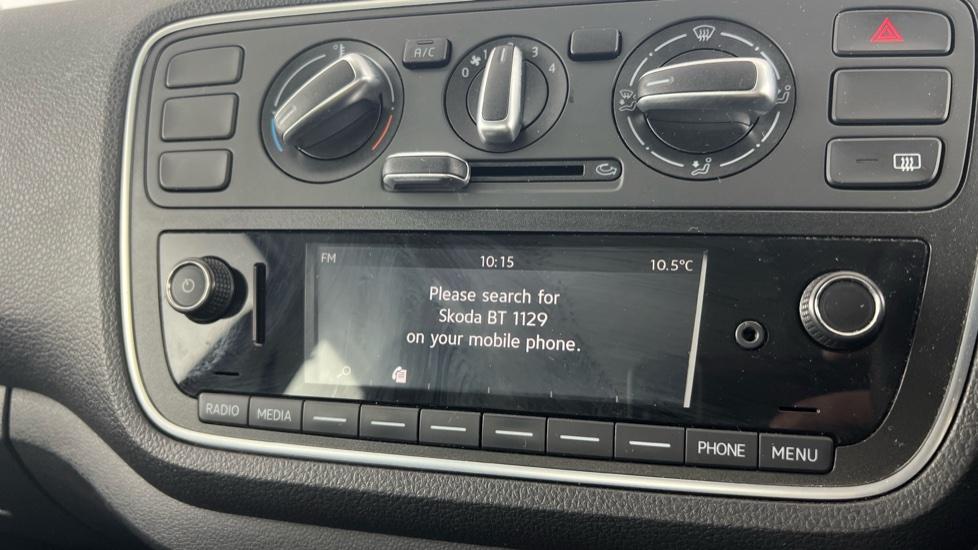 A/C
0 1 3 4
FM 10:15 10.5°C
Please search for
Skoda BT 1129
on your mobile phone.
RADIO MEDIA PHONE MENU